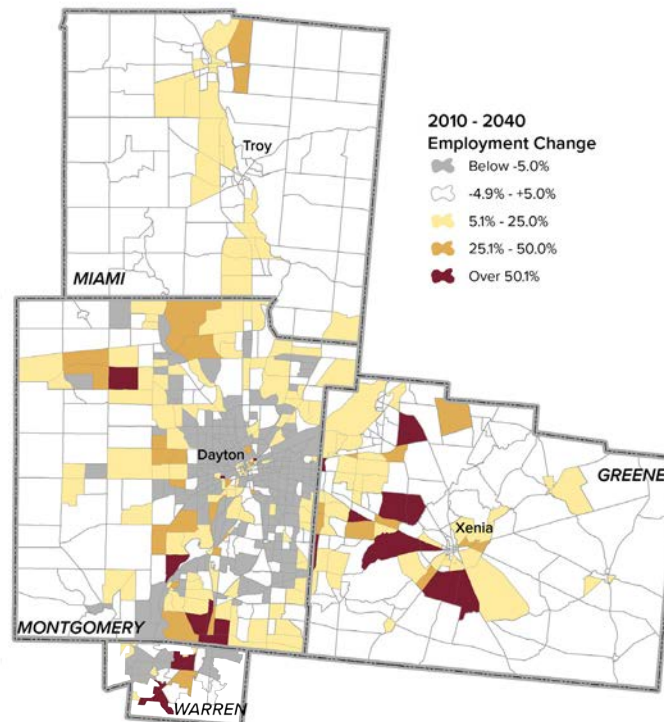 2010 - 2040
Employment Change
Below -5.0%
-4.9% - +5.0%
5.1% - 25.0%
25.1% - 50.0%
Over 50.1%
Troy
MIAMI
Dayton
GREENE
Xenia
MONTGOMERY
WARREN